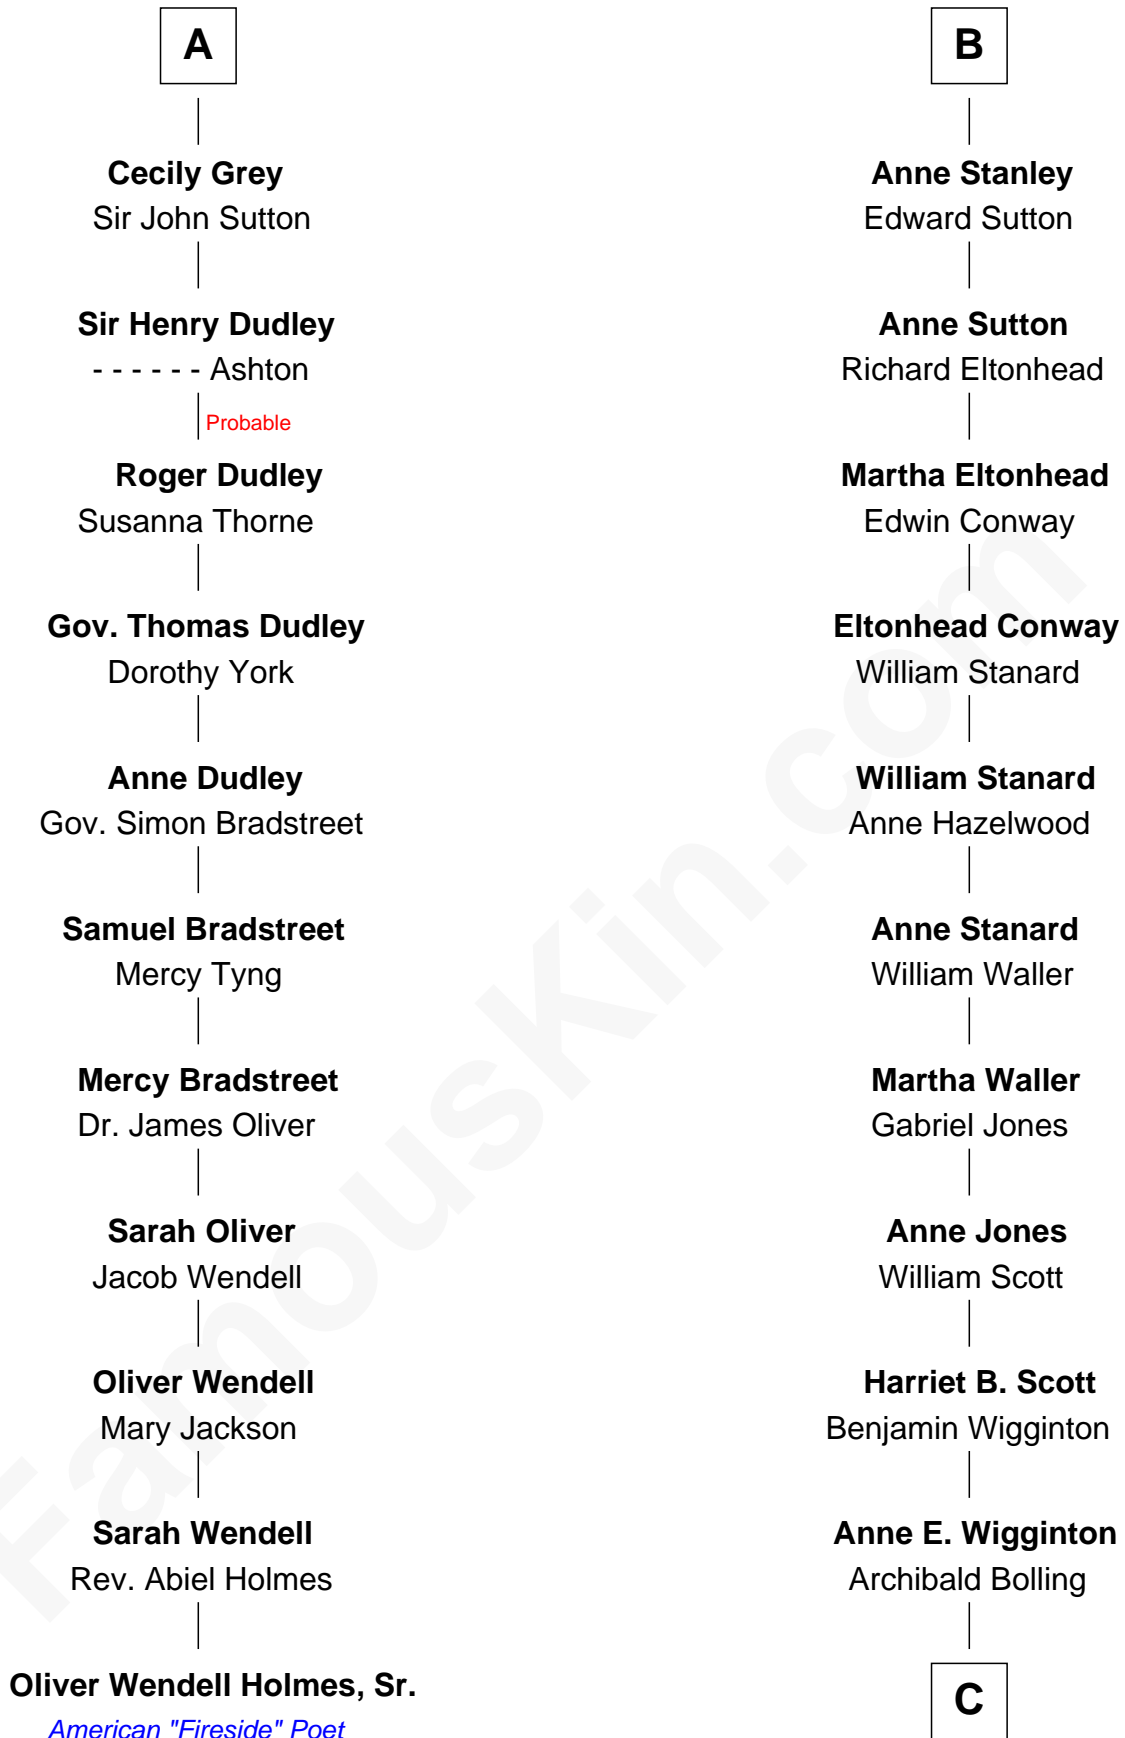 A
Cecily Grey
Sir John Sutton
Sir Henry Dudley
- - - - - - Ashton
Probable
Roger Dudley
Susanna Thorne
Gov. Thomas Dudley
Dorothy York
Anne Dudley
Gov. Simon Bradstreet
Samuel Bradstreet
Mercy Tyng
Mercy Bradstreet
Dr. James Oliver
Sarah Oliver
Jacob Wendell
Oliver Wendell
Mary Jackson
Sarah Wendell
Rev. Abiel Holmes
Oliver Wendell Holmes, Sr.
American "Fireside" Poet
B
Anne Stanley
Edward Sutton
Anne Sutton
Richard Eltonhead
Martha Eltonhead
Edwin Conway
Eltonhead Conway
William Stanard
William Stanard
Anne Hazelwood
Anne Stanard
William Waller
Martha Waller
Gabriel Jones
Anne Jones
William Scott
Harriet B. Scott
Benjamin Wigginton
Anne E. Wigginton
Archibald Bolling
C
FamousKin.com